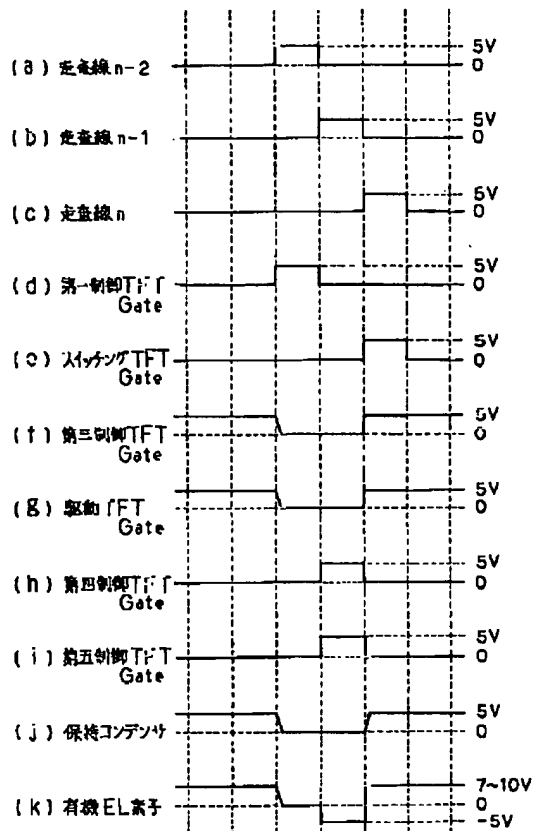 (a) 走査線 n-2
5V
0
(b) 走査線 n-1
5V
0
(c) 走査線 n
5V
0
(d) 第一制御TFT
Gate
5V
0
(e) スイッチングTFT
Gate
5V
0
(f) 第三制御TFT
Gate
5V
0
(g) 駆動TFT
Gate
5V
0
(h) 第四制御TFT
Gate
5V
0
(i) 第五制御TFT
Gate
5V
0
(j) 保持コンデンサ
5V
0
(k) 有機EL素子
7~10V
0
-5V